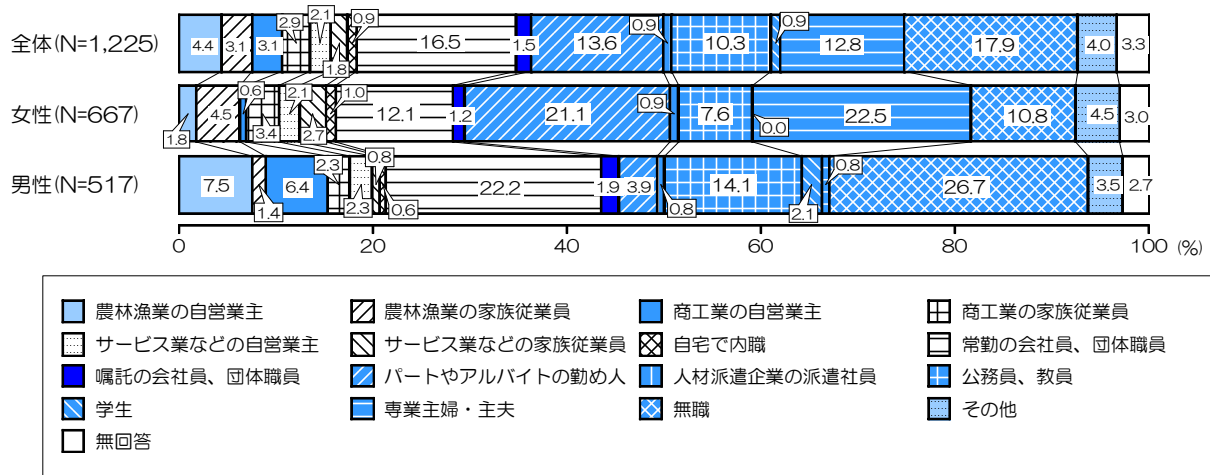 全体(N=1,225) 4.4 3.1 3.1 2.9 2.1 1.8 0.9 16.5 1.5 13.6 0.9 10.3 0.9 12.8 17.9 4.0 3.3
女性(N=667) 1.8 4.5 0.6 3.4 2.1 2.7 1.0 12.1 1.2 21.1 0.9 7.6 0.0 22.5 10.8 4.5 3.0
男性(N=517) 7.5 1.4 6.4 2.3 2.3 0.8 0.6 22.2 1.9 3.9 0.8 14.1 2.1 0.8 26.7 3.5 2.7
0 20 40 60 80 100 (%)
農林漁業の自営業主 農林漁業の家族従業員 商工業の自営業主 商工業の家族従業員
サービス業などの自営業主 サービス業などの家族従業員 自宅で内職 常勤の会社員、団体職員
嘱託の会社員、団体職員 パートやアルバイトの勤め人 人材派遣企業の派遣社員 公務員、教員
学生 専業主婦・主夫 無職 その他
無回答